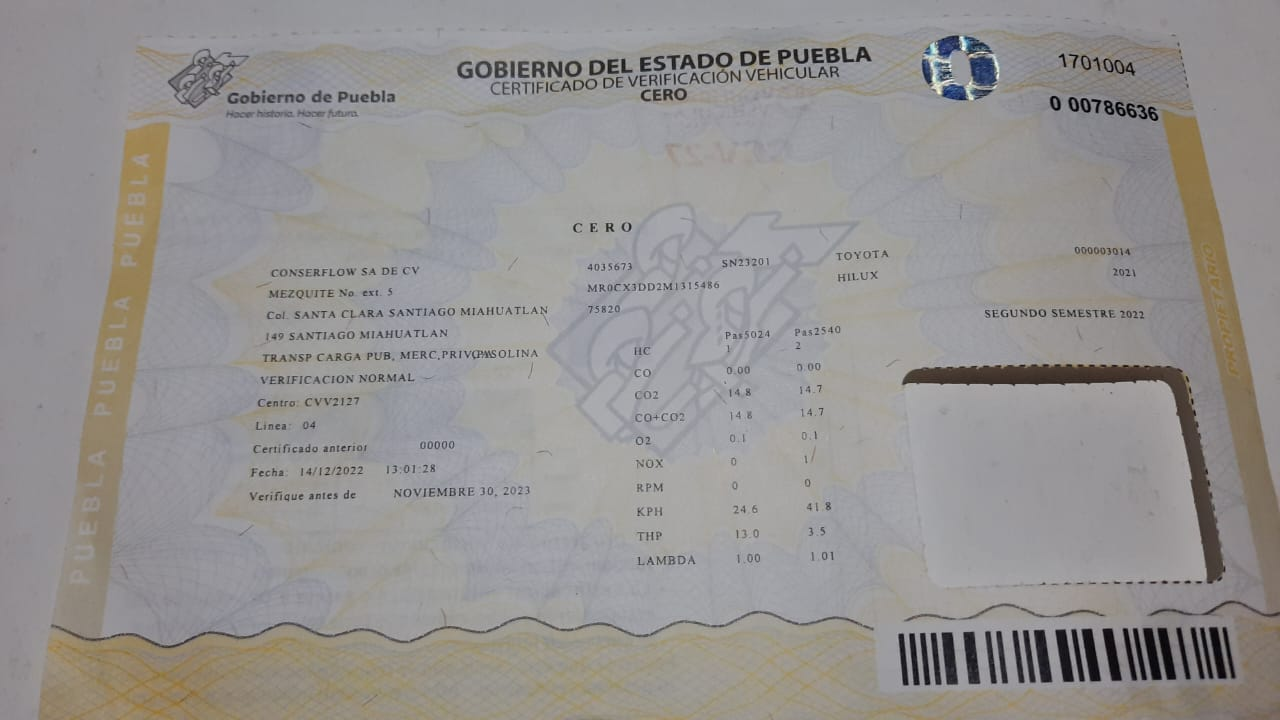 Gobierno de Puebla
Hacer historia. Hacer futuro.
GOBIERNO DEL ESTADO DE PUEBLA
CERTIFICADO DE VERIFICACIÓN VEHICULAR
CERO
1701004
0 00786636
PUEBLA PUEBLA PUEBLA PUEBLA
PROPIETARIO
CERO
CONSERFLOW SA DE CV 4035673 SN23201 TOYOTA 000003014
MEZQUITE No. ext. 5 MR0CX3DD2M1315486 HILUX 2021
Col. SANTA CLARA SANTIAGO MIAHUATLAN 75820 SEGUNDO SEMESTRE 2022
149 SANTIAGO MIAHUATLAN
TRANSP CARGA PUB, MERC,PRIV
VERIFICACION NORMAL
Centro: CVV2127
Linea: 04
Certificado anterior 00000
Fecha: 14/12/2022 13:01:28
Verifique antes de NOVIEMBRE 30, 2023
Pas5024 Pas2540
HC 1 2
CO 0.00 0.00
CO2 14.8 14.7
CO+CO2 14.8 14.7
O2 0.1 0.1
NOX 0 1
RPM 0 0
KPH 24.6 41.8
THP 13.0 3.5
LAMBDA 1.00 1.01